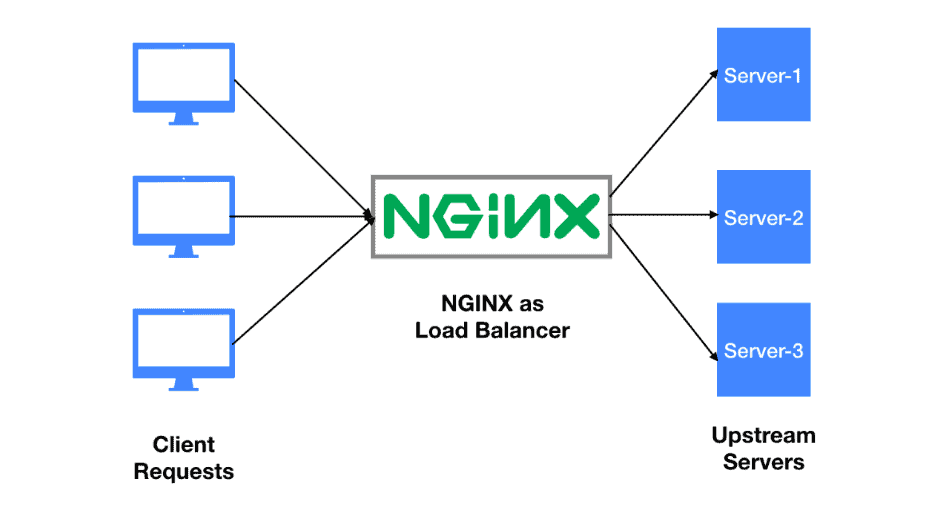 Server-1
NGINX
Server-2
NGINX as
Load Balancer
Server-3
Client
Requests
Upstream
Servers